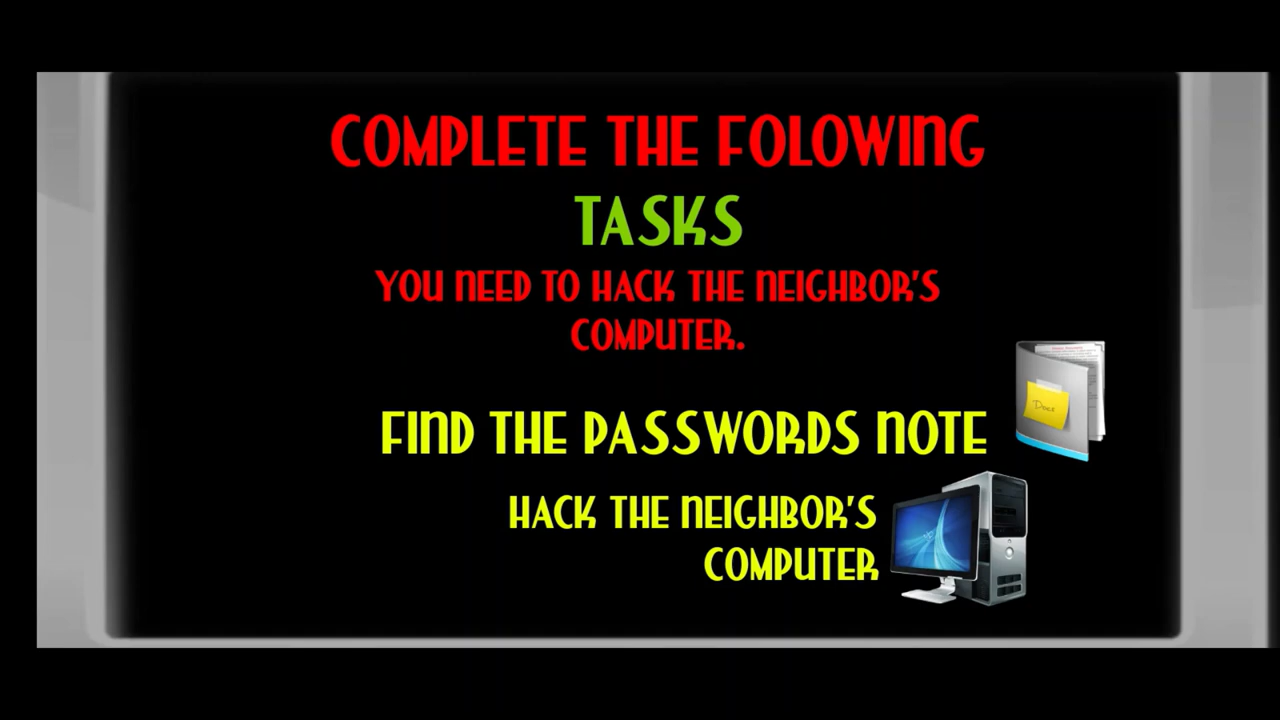 COMPLETE THE FOLOWING
TASKS
YOU NEED TO HACK THE NEIGHBOR'S
COMPUTER.
FIND THE PASSWORDS NOTE
Docs
HACK THE NEIGHBOR'S
COMPUTER